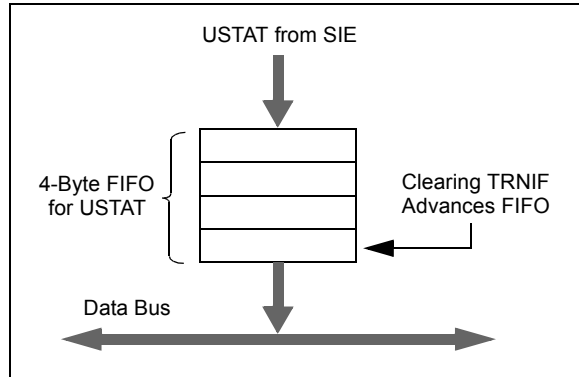 USTAT from SIE
4-Byte FIFO
for USTAT
Clearing TRNIF
Advances FIFO
Data Bus